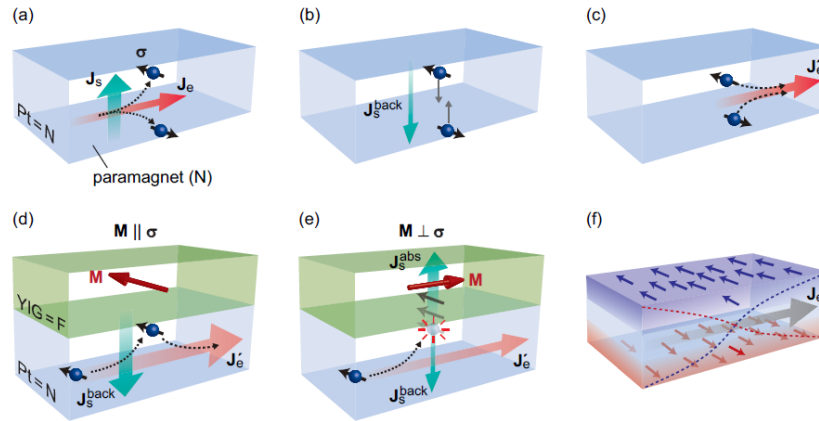 (a)
σ
J_s
J_e
Pt = N
paramagnet (N)
(b)
J_s^back
(c)
(d)
M || σ
M
YIG = F
Pt = N
J_s^back
J_e′
(e)
M ⊥ σ
J_s^abs
M
J_s^back
J_e′
(f)